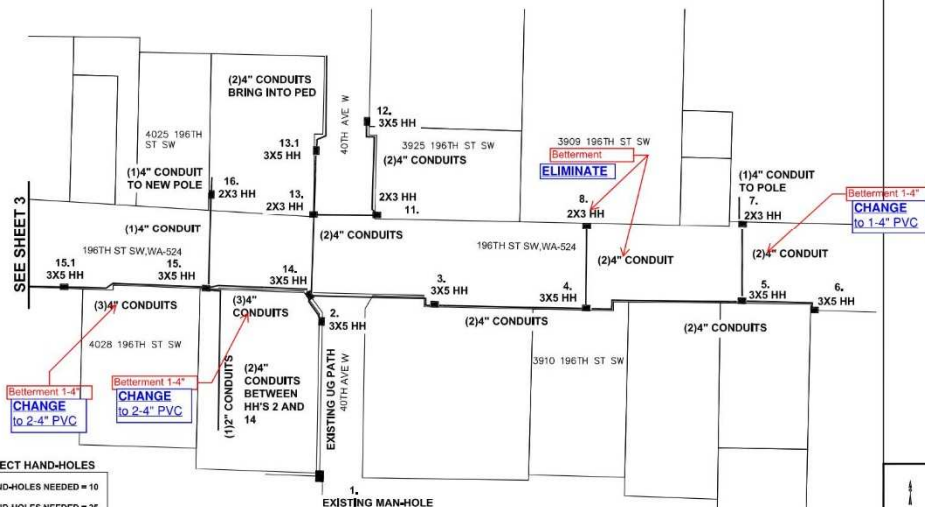 (2)4" CONDUITS
BRING INTO PED
40TH AVE W
12.
3X5 HH
4025 196TH
ST SW
13.1
3X5 HH
3925 196TH ST SW
(2)4" CONDUITS
3909 196TH ST SW
Betterment
ELIMINATE
(1)4" CONDUIT
TO NEW POLE
16.
2X3 HH
13.
2X3 HH
2X3 HH
11.
8.
2X3 HH
(1)4" CONDUIT
TO POLE
7.
2X3 HH
Betterment 1-4"
CHANGE
to 1-4" PVC
SEE SHEET 3
(1)4" CONDUIT
(2)4" CONDUITS
196TH ST SW,WA-524
196TH ST SW,WA-524
(2)4" CONDUIT
(2)4" CONDUIT
15.1
3X5 HH
15.
3X5 HH
14.
3X5 HH
3.
3X5 HH
4.
3X5 HH
5.
3X5 HH
6.
3X5 HH
(3)4" CONDUITS
(3)4"
CONDUITS
2.
3X5 HH
(2)4" CONDUITS
(2)4" CONDUITS
4028 196TH ST SW
3910 196TH ST SW
Betterment 1-4"
CHANGE
to 2-4" PVC
Betterment 1-4"
CHANGE
to 2-4" PVC
(1)2" CONDUITS
(2)4"
CONDUITS
BETWEEN
HH'S 2 AND
14
EXISTING UG PATH
40TH AVE W
ECT HAND-HOLES
ND-HOLES NEEDED = 10
1.
EXISTING MAN-HOLE